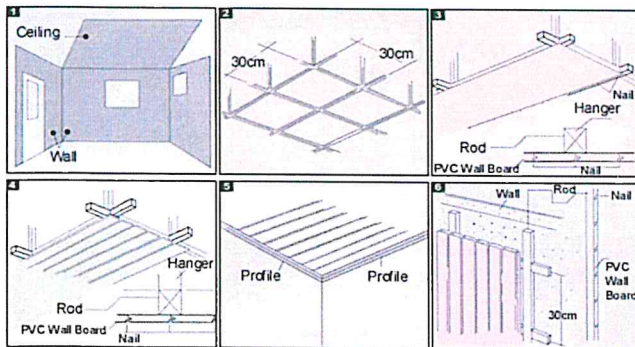 1
Ceiling
Wall
2
30cm
30cm
3
Nail
Hanger
Rod
PVC Wall Board
Nail
4
Hanger
Rod
PVC Wall Board
Nail
5
Profile
Profile
6
Wall
Rod
Nail
PVC
Wall
Board
30cm